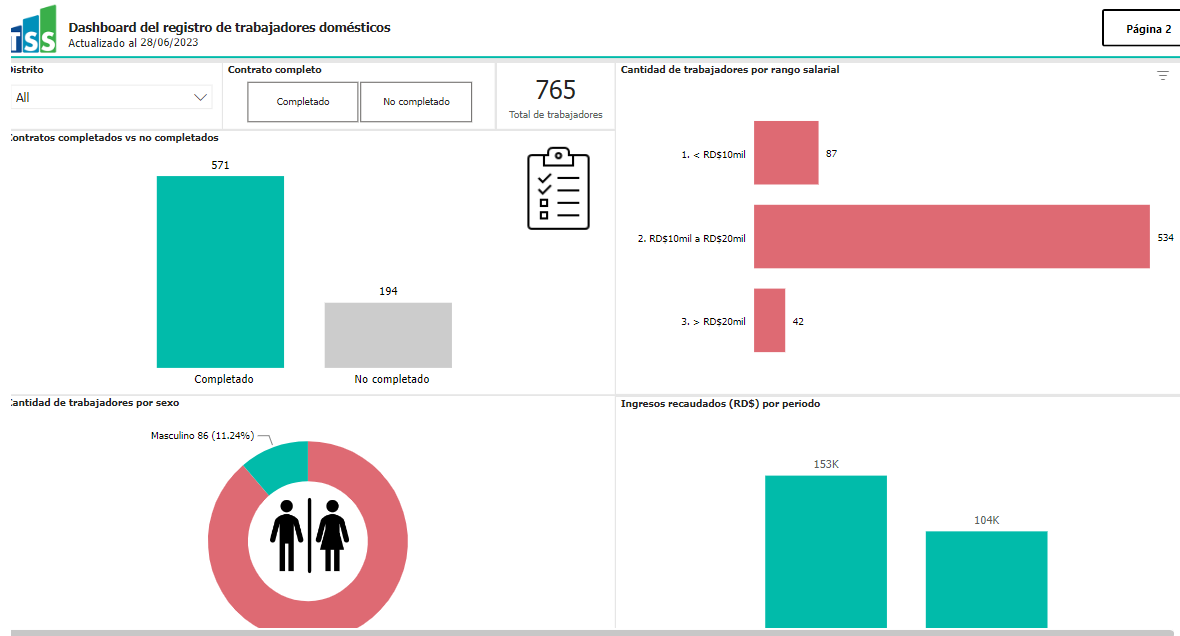 TSS
Dashboard del registro de trabajadores domésticos
Actualizado al 28/06/2023
Página 2
Distrito
All
Contrato completo
Completado
No completado
765
Total de trabajadores
Cantidad de trabajadores por rango salarial
1. < RD$10mil
87
2. RD$10mil a RD$20mil
534
3. > RD$20mil
42
Contratos completados vs no completados
571
194
Completado
No completado
Cantidad de trabajadores por sexo
Masculino 86 (11.24%)
Ingresos recaudados (RD$) por periodo
153K
104K